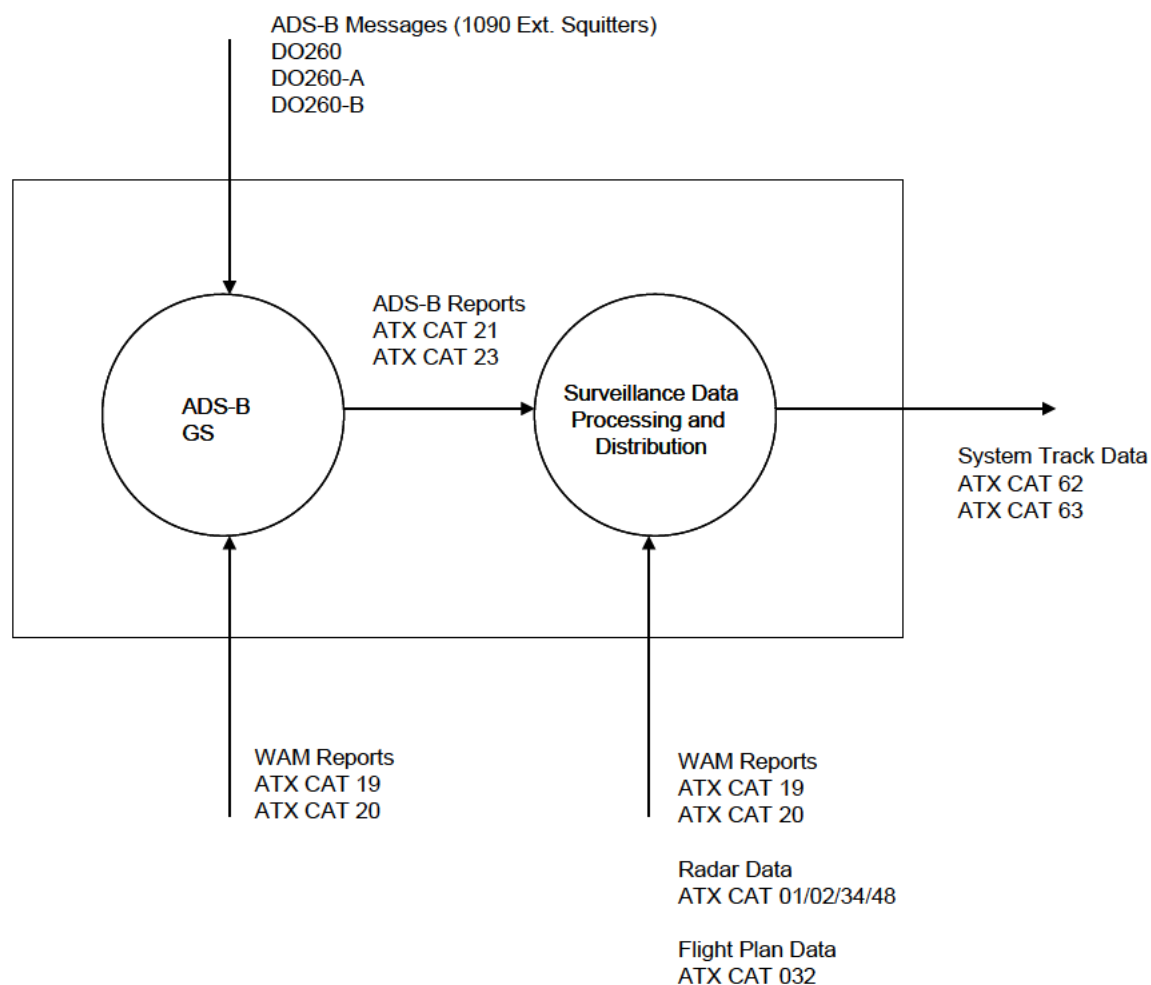 ADS-B Messages (1090 Ext. Squitters)
DO260
DO260-A
DO260-B
ADS-B Reports
ATX CAT 21
ATX CAT 23
ADS-B
GS
Surveillance Data
Processing and
Distribution
System Track Data
ATX CAT 62
ATX CAT 63
WAM Reports
ATX CAT 19
ATX CAT 20
WAM Reports
ATX CAT 19
ATX CAT 20
Radar Data
ATX CAT 01/02/34/48
Flight Plan Data
ATX CAT 032